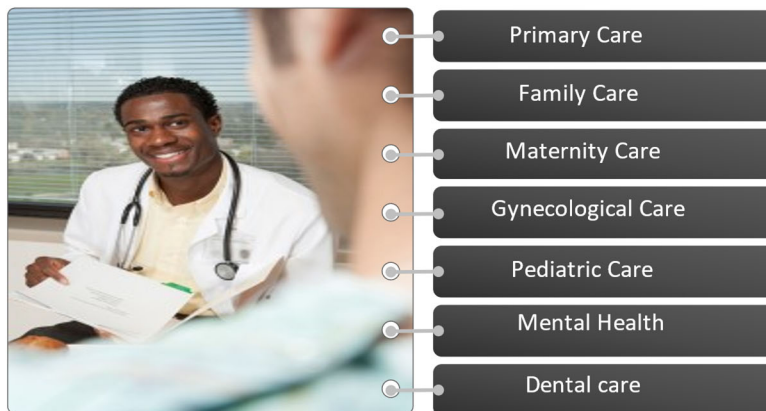 Primary Care
Family Care
Maternity Care
Gynecological Care
Pediatric Care
Mental Health
Dental care